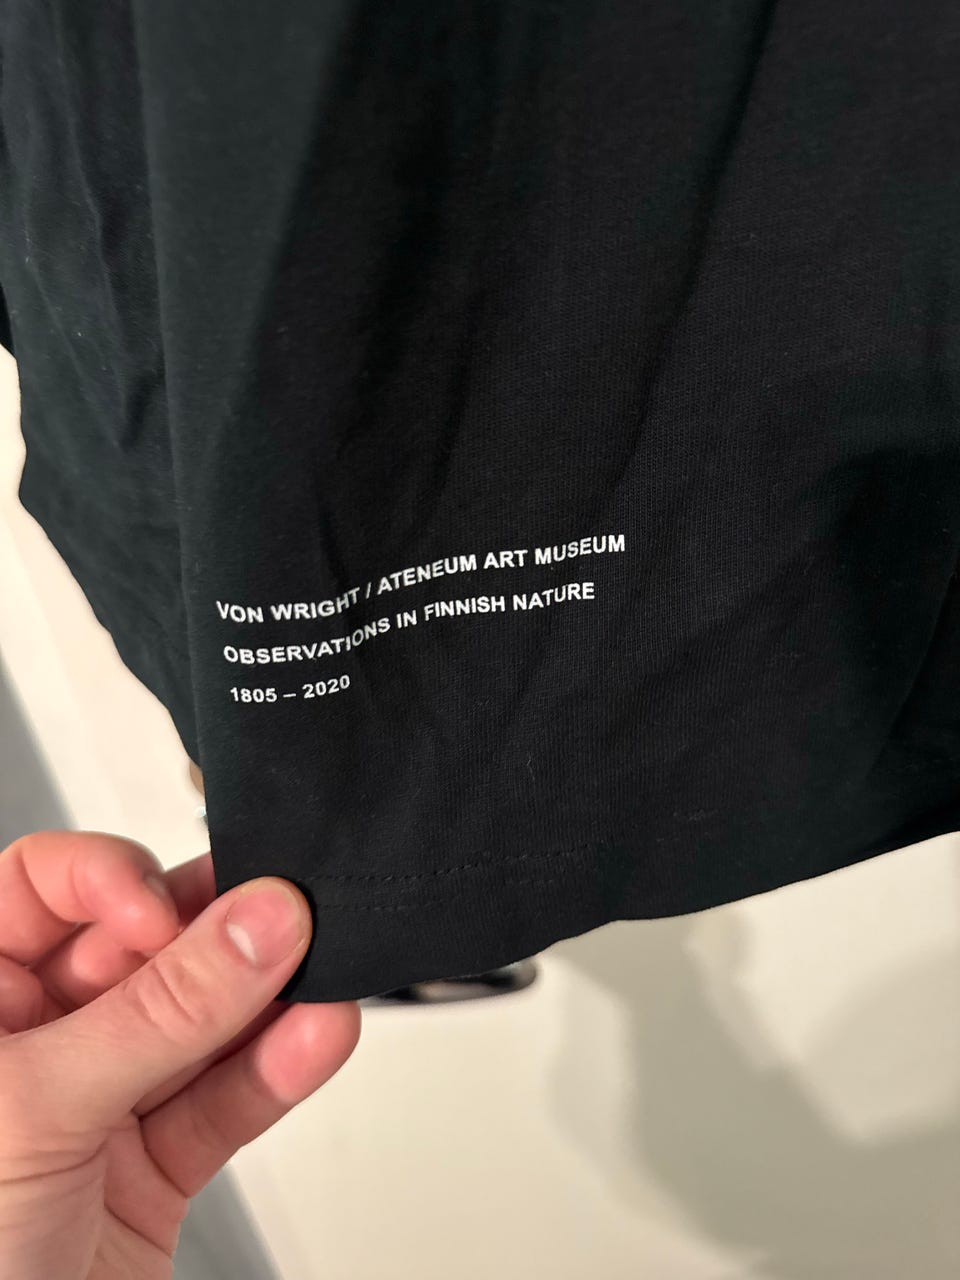 VON WRIGHT / ATENEUM ART MUSEUM
OBSERVATIONS IN FINNISH NATURE
1805 – 2020